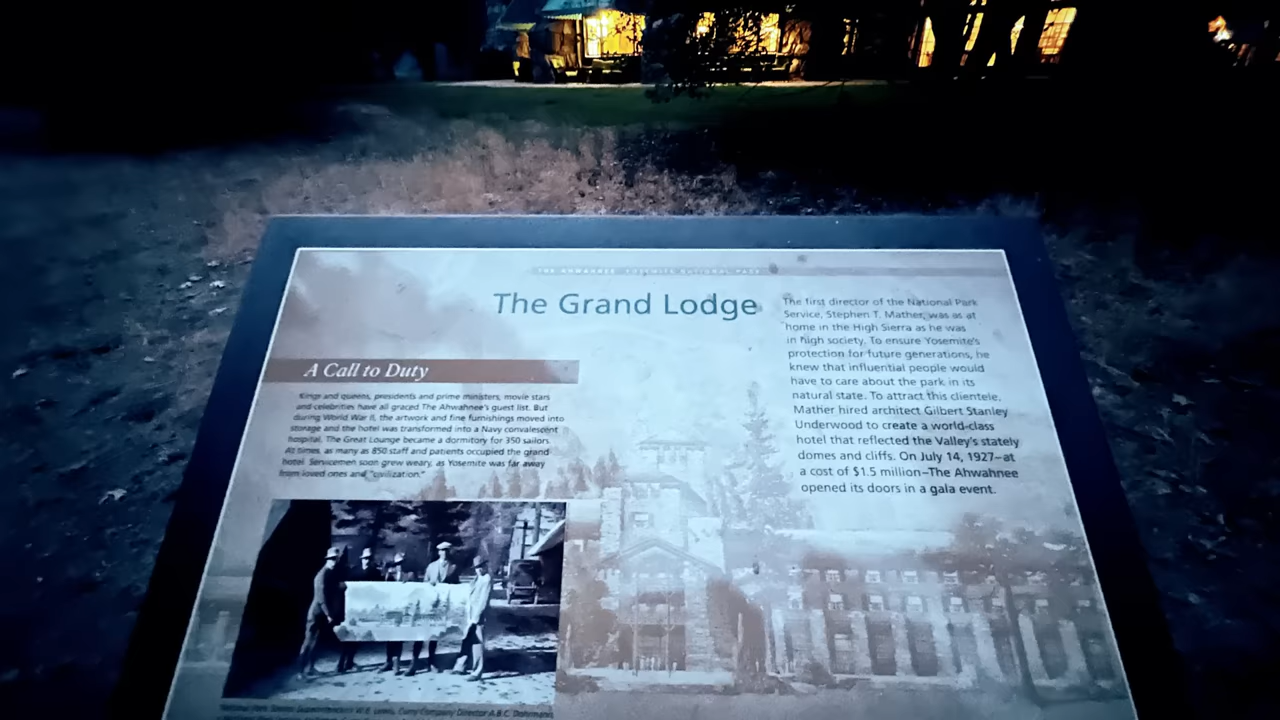 THE AHWAHNEE YOSEMITE NATIONAL PARK
The Grand Lodge
A Call to Duty
Kings and queens, presidents and prime ministers, movie stars
and celebrities have all graced The Ahwahnee's guest list. But
during World War II, the artwork and fine furnishings moved into
storage and the hotel was transformed into a Navy convalescent
hospital. The Great Lounge became a dormitory for 350 sailors.
At times, as many as 850 staff and patients occupied the grand
hotel. Servicemen soon grew weary, as Yosemite was far away
from loved ones and "civilization."
The first director of the National Park
Service, Stephen T. Mather, was as at
home in the High Sierra as he was
in high society. To ensure Yosemite's
protection for future generations, he
knew that influential people would
have to care about the park in its
natural state. To attract this clientele,
Mather hired architect Gilbert Stanley
Underwood to create a world-class
hotel that reflected the Valley's stately
domes and cliffs. On July 14, 1927–at
a cost of $1.5 million–The Ahwahnee
opened its doors in a gala event.
National Park Service Superintendent W.B. Lewis, Curry Company Director A.B.C. Dohrmann,